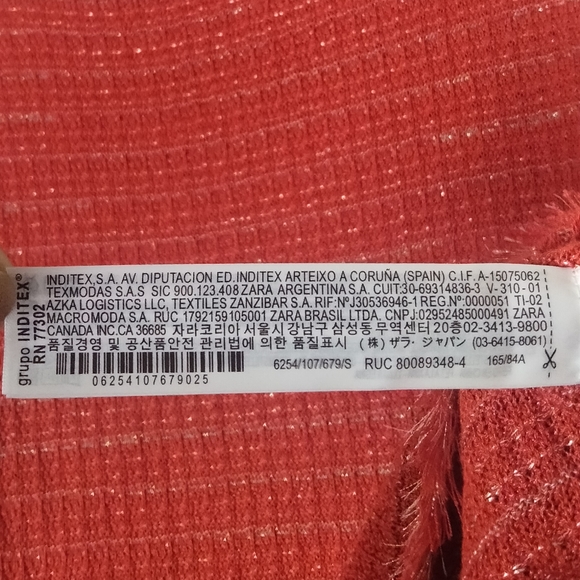 grupo INDITEX®
RN 77302
INDITEX,S.A. AV. DIPUTACION ED.INDITEX ARTEIXO A CORUÑA (SPAIN) C.I.F. A-15075062
TEXMODAS S.A.S SIC 900.123.408 ZARA ARGENTINA S.A. CUIT:30-69314836-3 V-310-01
AZKA LOGISTICS LLC, TEXTILES ZANZIBAR S.A. RIF:NºJ30536946-1 REG.Nº:0000051 TI-02
MACROMODA S.A. RUC 1792159105001 ZARA BRASIL LTDA. CNPJ:02952485000491 ZARA
CANADA INC.CA 36685 자라코리아 서울시강남구삼성동무역센터20층02-3413-9800
품질경영 및 공산품안전 관리법에 의한 품질표시 (株) ザラ・ジャパン (03-6415-8061)
06254107679025
6254/107/679/S
RUC 80089348-4
165/84A